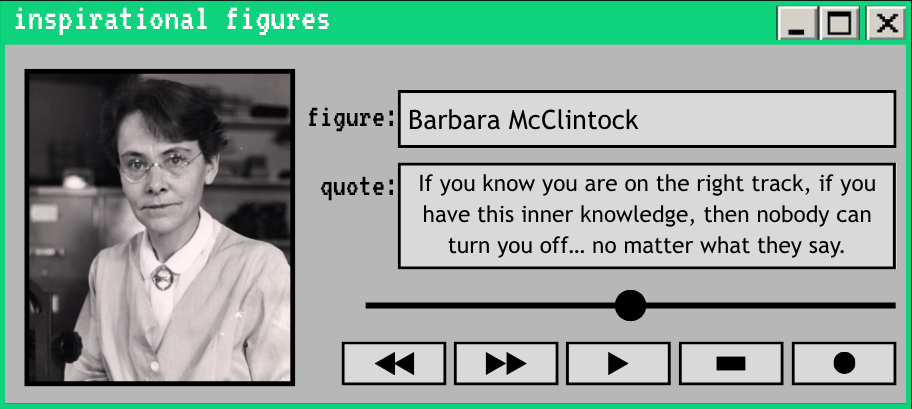 inspirational figures
figure: Barbara McClintock
quote: If you know you are on the right track, if you
have this inner knowledge, then nobody can
turn you off… no matter what they say.